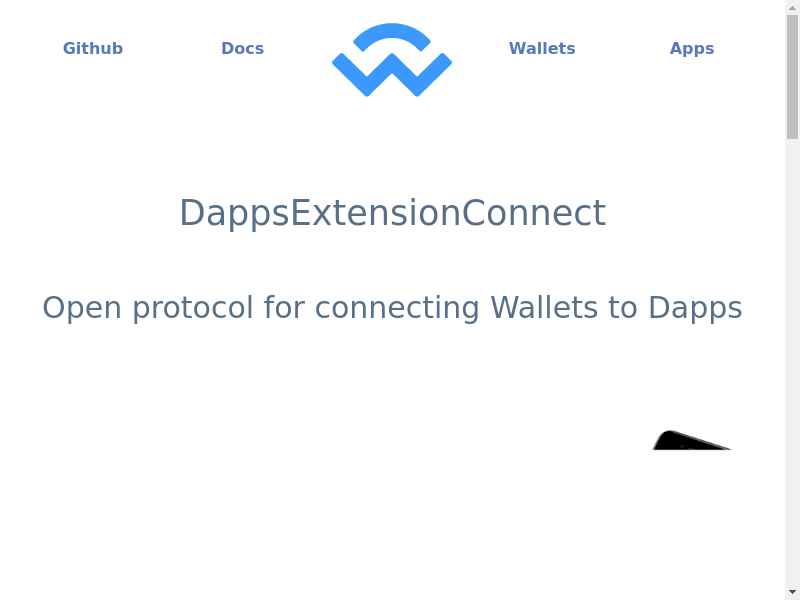 Github
Docs
Wallets
Apps
DappsExtensionConnect
Open protocol for connecting Wallets to Dapps